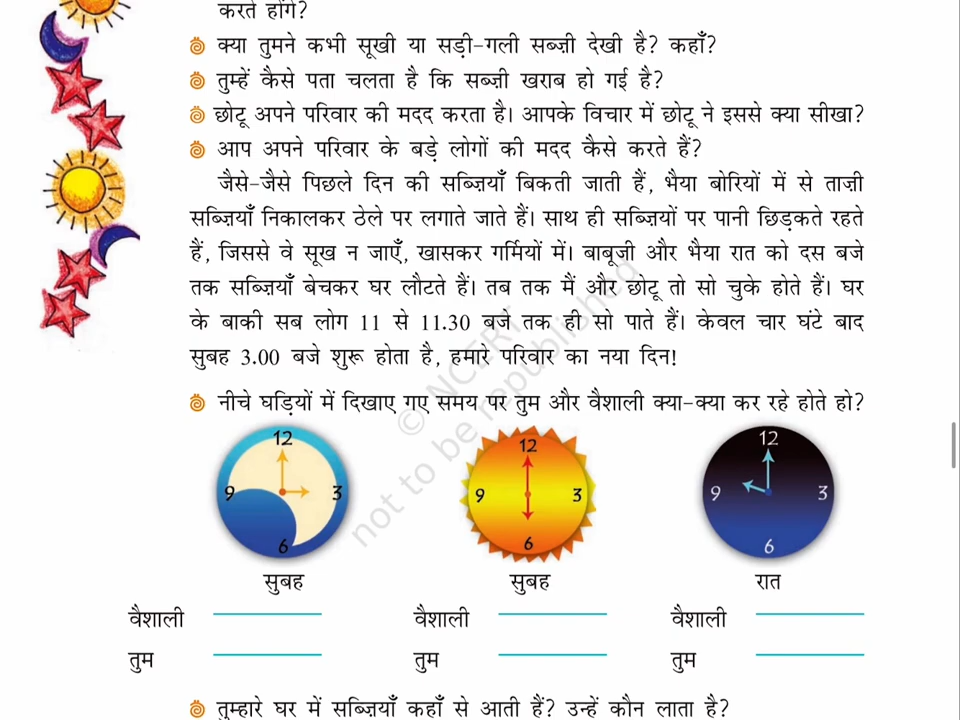 करते होंगे?
क्या तुमने कभी सूखी या सड़ी-गली सब्ज़ी देखी है? कहाँ?
तुम्हें कैसे पता चलता है कि सब्ज़ी खराब हो गई है?
छोटू अपने परिवार की मदद करता है। आपके विचार में छोटू ने इससे क्या सीखा?
आप अपने परिवार के बड़े लोगों की मदद कैसे करते हैं?
जैसे-जैसे पिछले दिन की सब्ज़ियाँ बिकती जाती हैं, भैया बोरियों में से ताज़ी
सब्ज़ियाँ निकालकर ठेले पर लगाते जाते हैं। साथ ही सब्ज़ियों पर पानी छिड़कते रहते
हैं, जिससे वे सूख न जाएँ, खासकर गर्मियों में। बाबूजी और भैया रात को दस बजे
तक सब्ज़ियाँ बेचकर घर लौटते हैं। तब तक मैं और छोटू तो सो चुके होते हैं। घर
के बाकी सब लोग 11 से 11.30 बजे तक ही सो पाते हैं। केवल चार घंटे बाद
सुबह 3.00 बजे शुरू होता है, हमारे परिवार का नया दिन!
© NCERT
not to be republished
नीचे घड़ियों में दिखाए गए समय पर तुम और वैशाली क्या-क्या कर रहे होते हो?
12 12 12
9 3 9 3 9 3
6 6 6
सुबह सुबह रात
वैशाली वैशाली वैशाली
तुम तुम तुम
तुम्हारे घर में सब्ज़ियाँ कहाँ से आती हैं? उन्हें कौन लाता है?